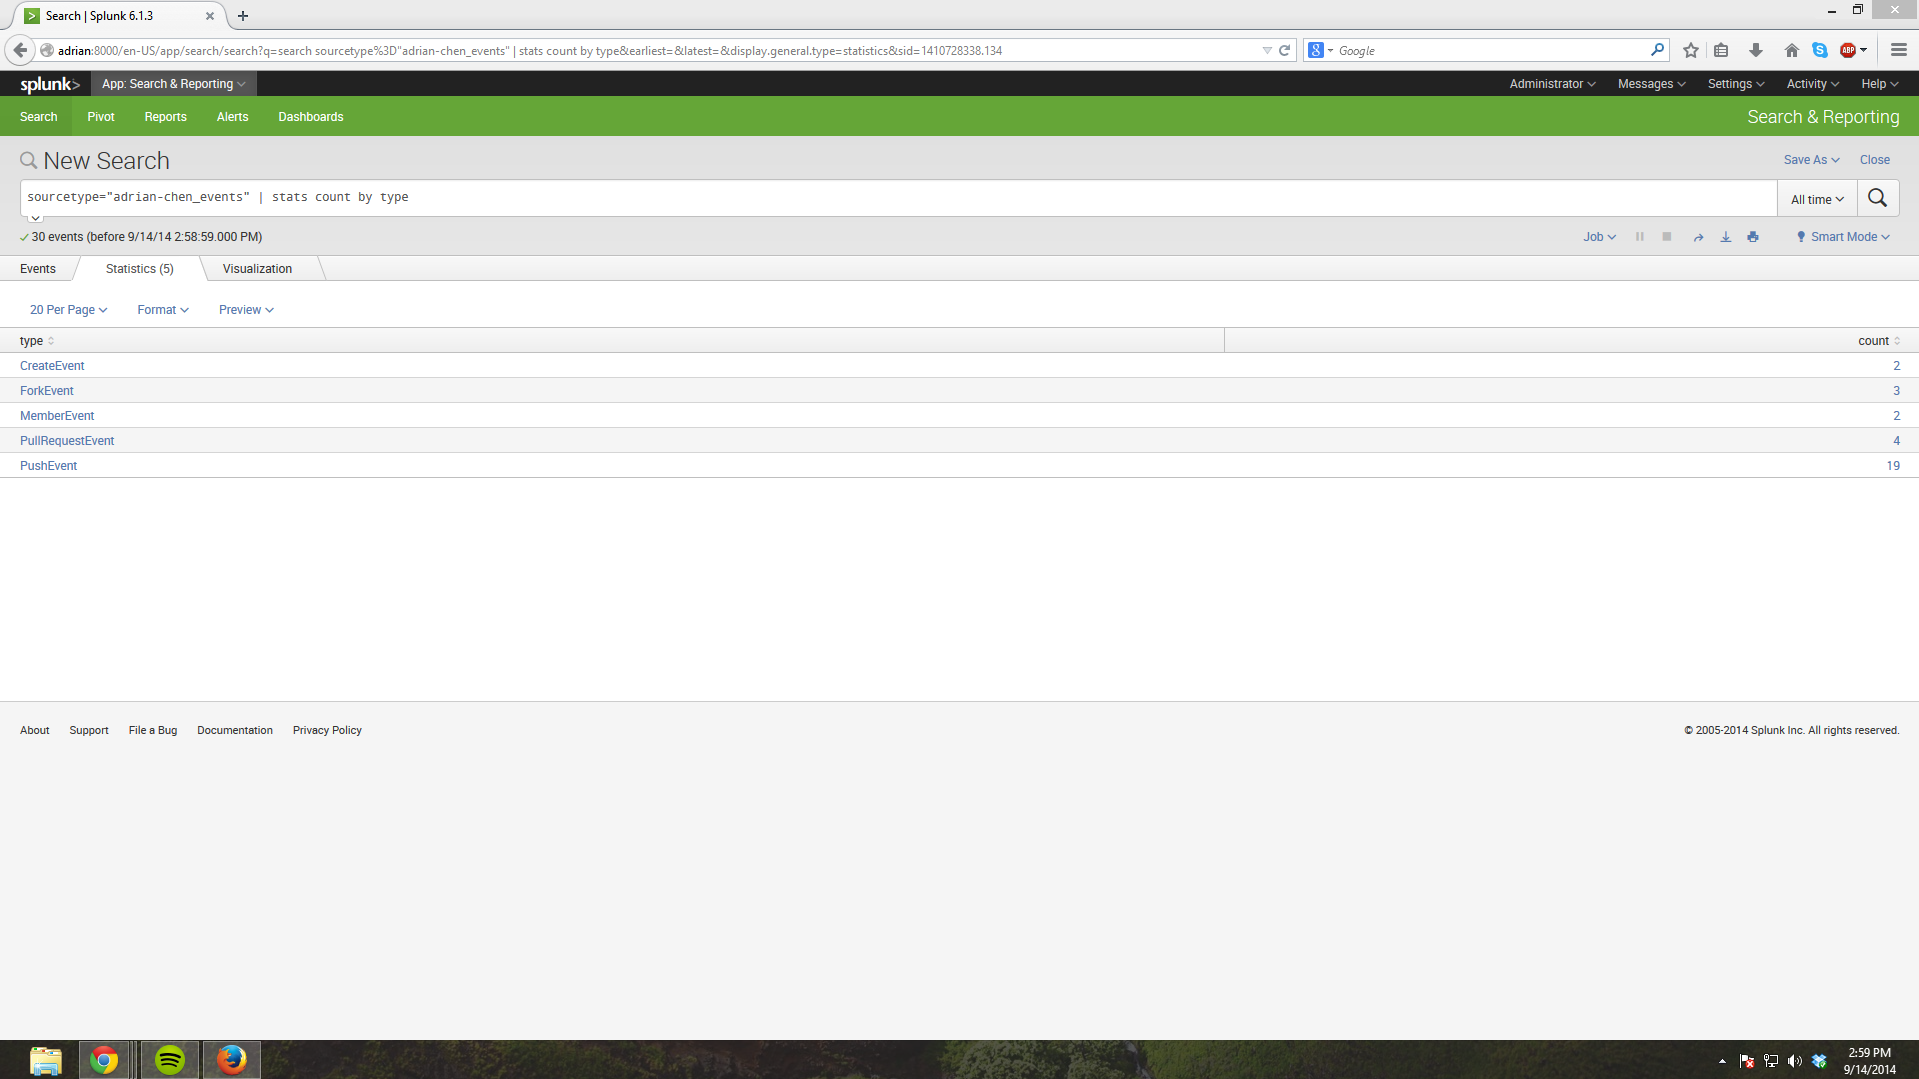 Search | Splunk 6.1.3
adrian:8000/en-US/app/search/search?q=search sourcetype%3D"adrian-chen_events" | stats count by type&earliest=&latest=&display.general.type=statistics&sid=1410728338.134
8 Google
ABP
splunk> App: Search & Reporting Administrator Messages Settings Activity Help
Search Pivot Reports Alerts Dashboards Search & Reporting
New Search Save As Close
sourcetype="adrian-chen_events" | stats count by type All time
30 events (before 9/14/14 2:58:59.000 PM) Job Smart Mode
Events Statistics (5) Visualization
20 Per Page Format Preview
type count
CreateEvent 2
ForkEvent 3
MemberEvent 2
PullRequestEvent 4
PushEvent 19
About Support File a Bug Documentation Privacy Policy © 2005-2014 Splunk Inc. All rights reserved.
2:59 PM
9/14/2014